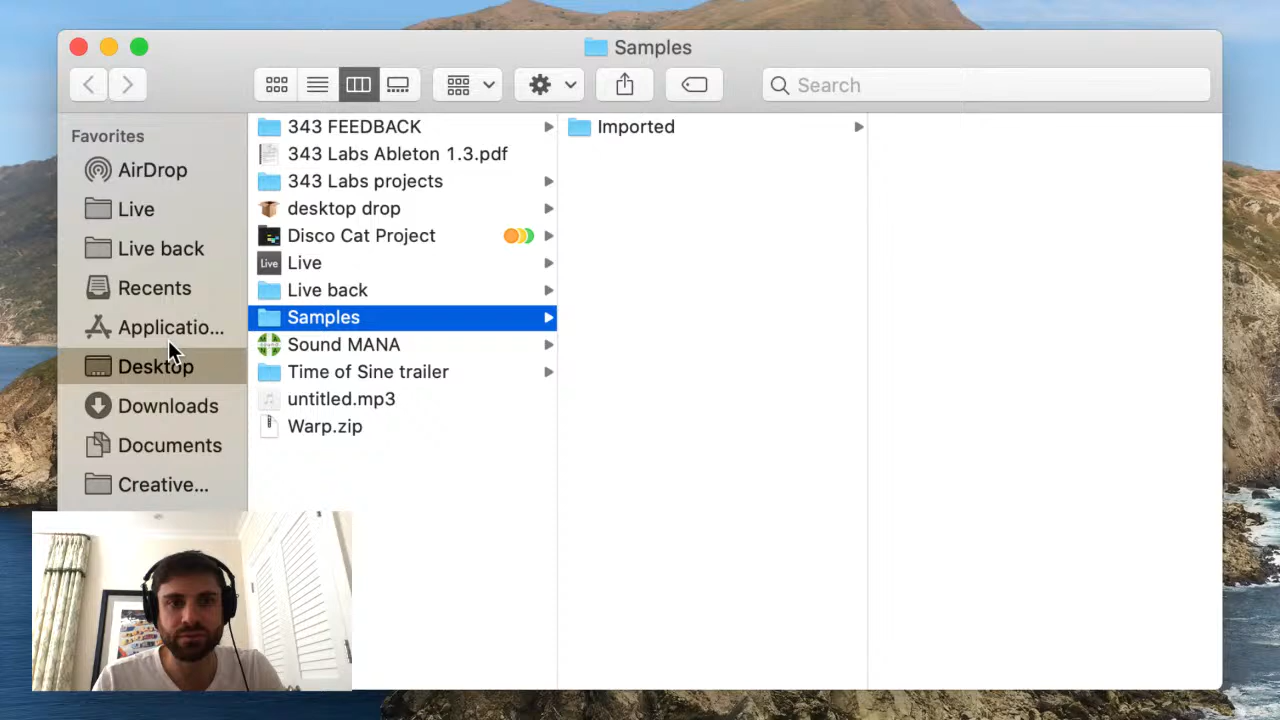 Samples
Search
Favorites
AirDrop
Live
Live back
Recents
Applicatio...
Desktop
Downloads
Documents
Creative...
343 FEEDBACK
343 Labs Ableton 1.3.pdf
343 Labs projects
desktop drop
Disco Cat Project
Live
Live
Live back
Samples
Sound MANA
Time of Sine trailer
untitled.mp3
Warp.zip
Imported